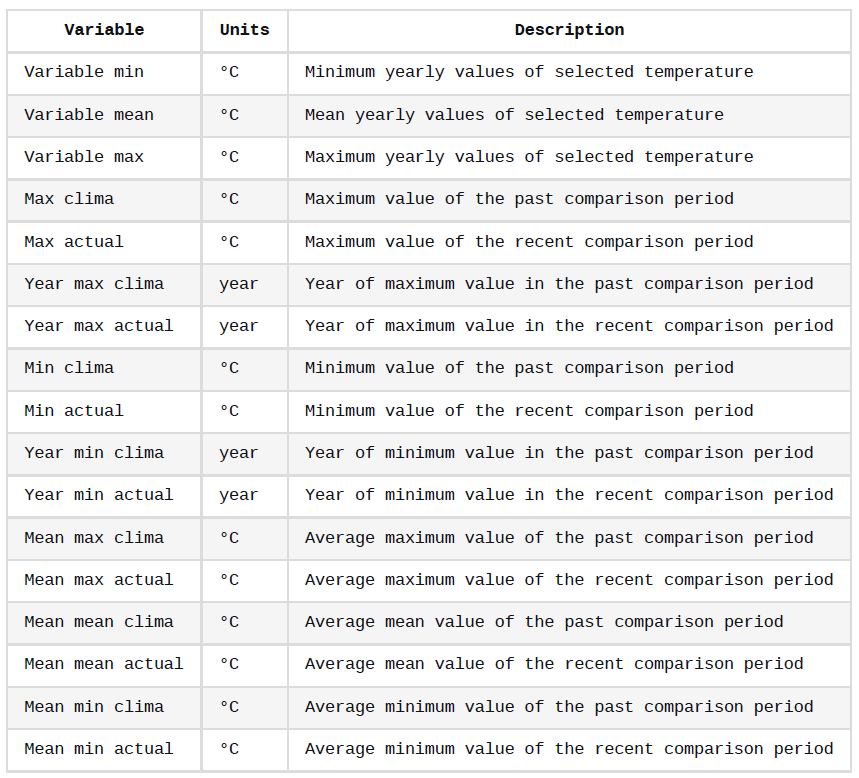 Variable Units Description
Variable min °C Minimum yearly values of selected temperature
Variable mean °C Mean yearly values of selected temperature
Variable max °C Maximum yearly values of selected temperature
Max clima °C Maximum value of the past comparison period
Max actual °C Maximum value of the recent comparison period
Year max clima year Year of maximum value in the past comparison period
Year max actual year Year of maximum value in the recent comparison period
Min clima °C Minimum value of the past comparison period
Min actual °C Minimum value of the recent comparison period
Year min clima year Year of minimum value in the past comparison period
Year min actual year Year of minimum value in the recent comparison period
Mean max clima °C Average maximum value of the past comparison period
Mean max actual °C Average maximum value of the recent comparison period
Mean mean clima °C Average mean value of the past comparison period
Mean mean actual °C Average mean value of the recent comparison period
Mean min clima °C Average minimum value of the past comparison period
Mean min actual °C Average minimum value of the recent comparison period